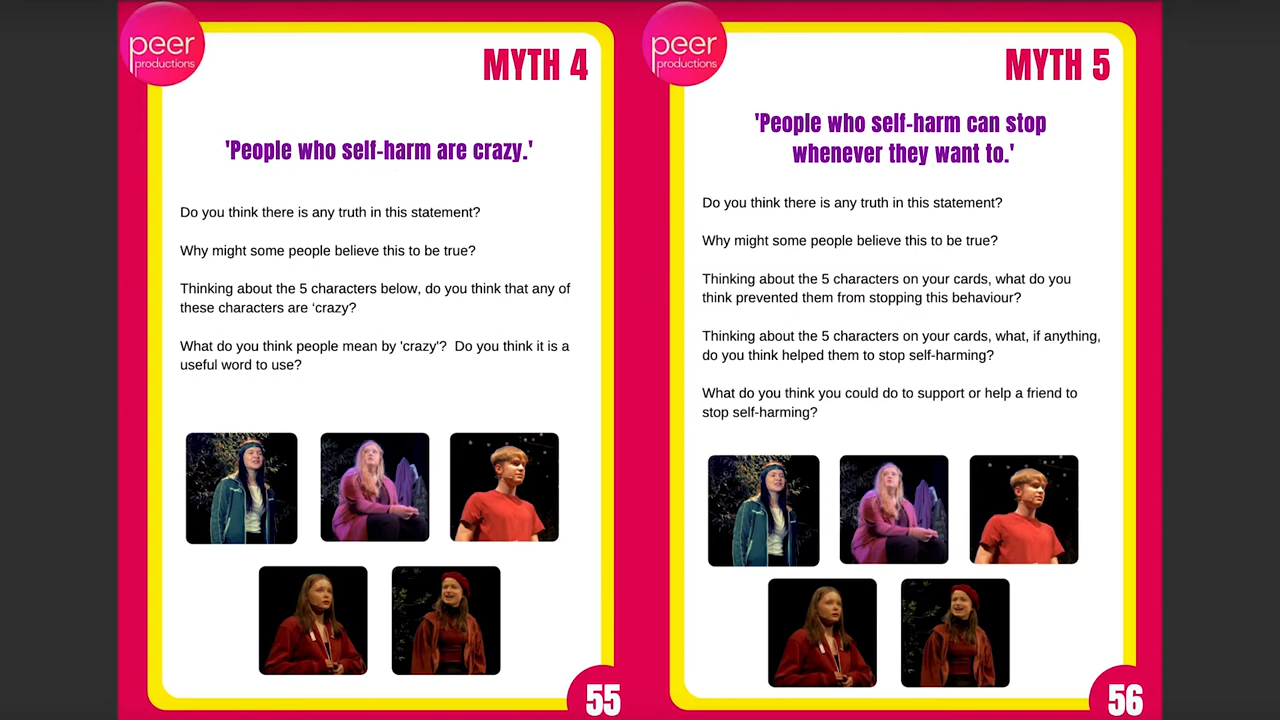 peer
productions
MYTH 4
'People who self-harm are crazy.'
Do you think there is any truth in this statement?
Why might some people believe this to be true?
Thinking about the 5 characters below, do you think that any of
these characters are ‘crazy?
What do you think people mean by 'crazy'?  Do you think it is a
useful word to use?
55
peer
productions
MYTH 5
'People who self-harm can stop
whenever they want to.'
Do you think there is any truth in this statement?
Why might some people believe this to be true?
Thinking about the 5 characters on your cards, what do you
think prevented them from stopping this behaviour?
Thinking about the 5 characters on your cards, what, if anything,
do you think helped them to stop self-harming?
What do you think you could do to support or help a friend to
stop self-harming?
56